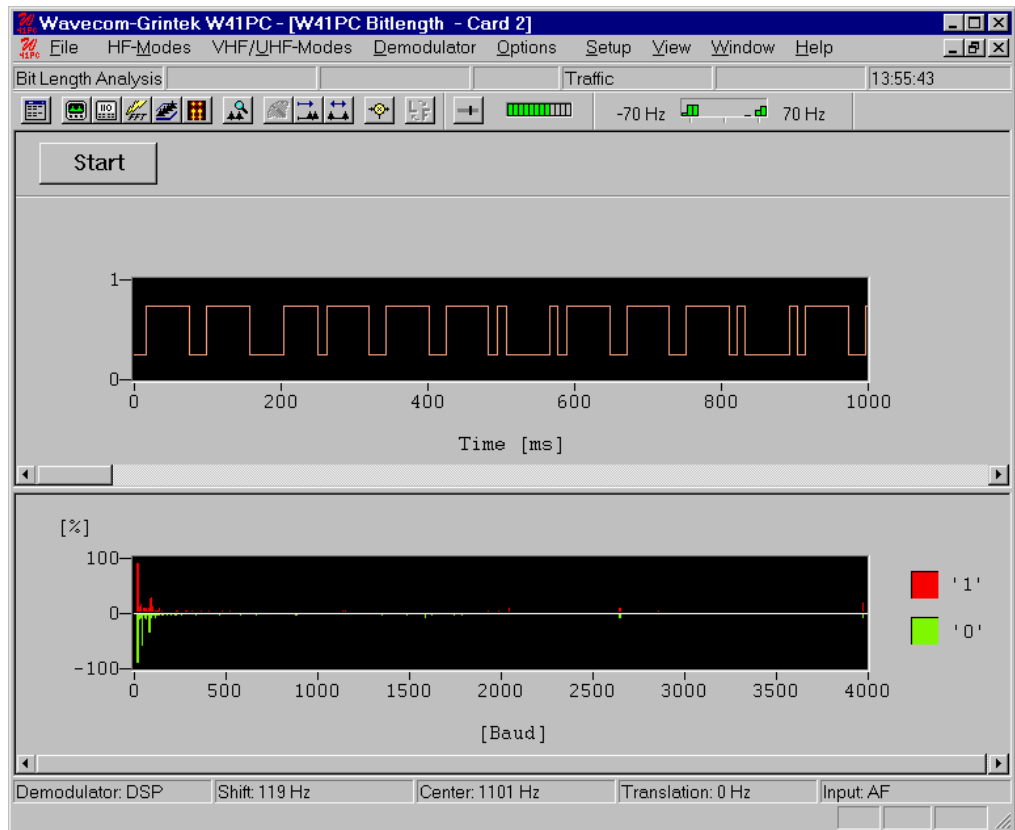 Wavecom-Grintek W41PC - [W41PC Bitlength - Card 2]
File HF-Modes VHF/UHF-Modes Demodulator Options Setup View Window Help
Bit Length Analysis Traffic 13:55:43
-70 Hz 70 Hz
Start
1
0
0 200 400 600 800 1000
Time [ms]
[%]
100
0
-100
'1'
'0'
0 500 1000 1500 2000 2500 3000 3500 4000
[Baud]
Demodulator: DSP Shift: 119 Hz Center: 1101 Hz Translation: 0 Hz Input: AF